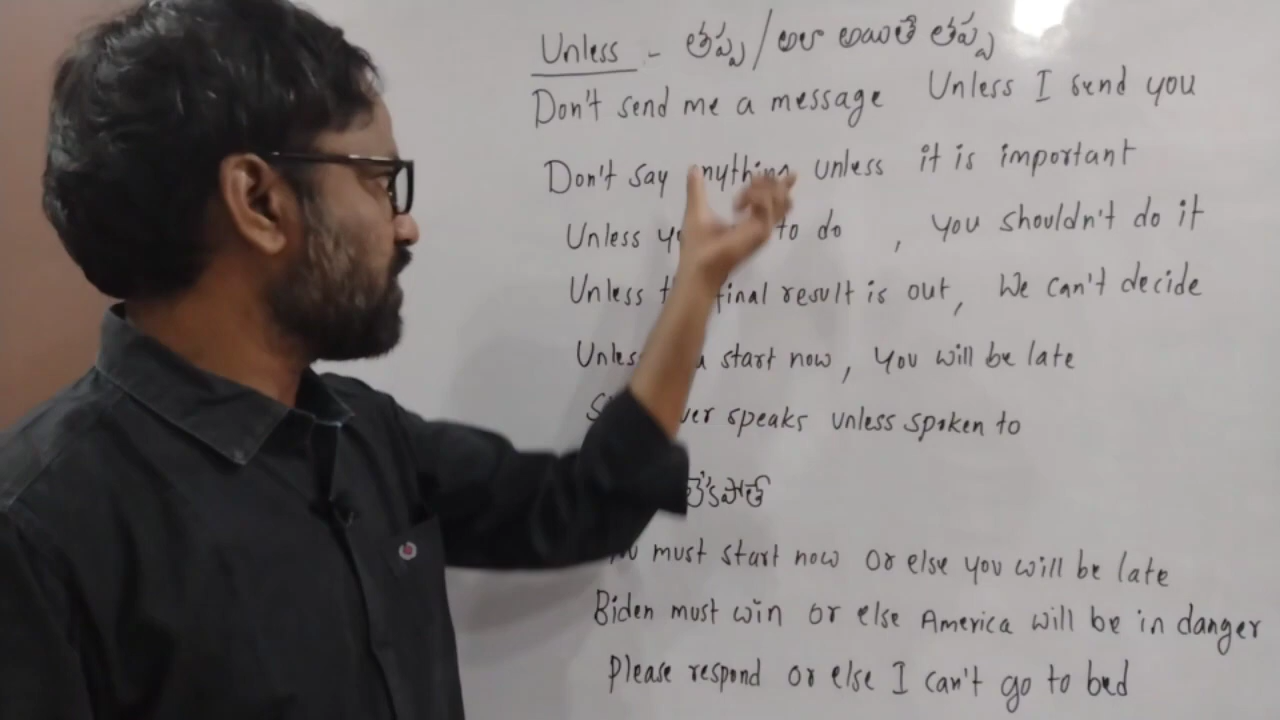 Unless - తప్ప / అలా అయితే తప్ప
Don't send me a message Unless I send you
Don't say anything unless it is important
Unless to do , you shouldn't do it
Unless final result is out, We can't decide
Unless start now, You will be late
speaks unless spoken to
లేకపోతే
must start now or else you will be late
Biden must win or else America will be in danger
Please respond or else I can't go to bed